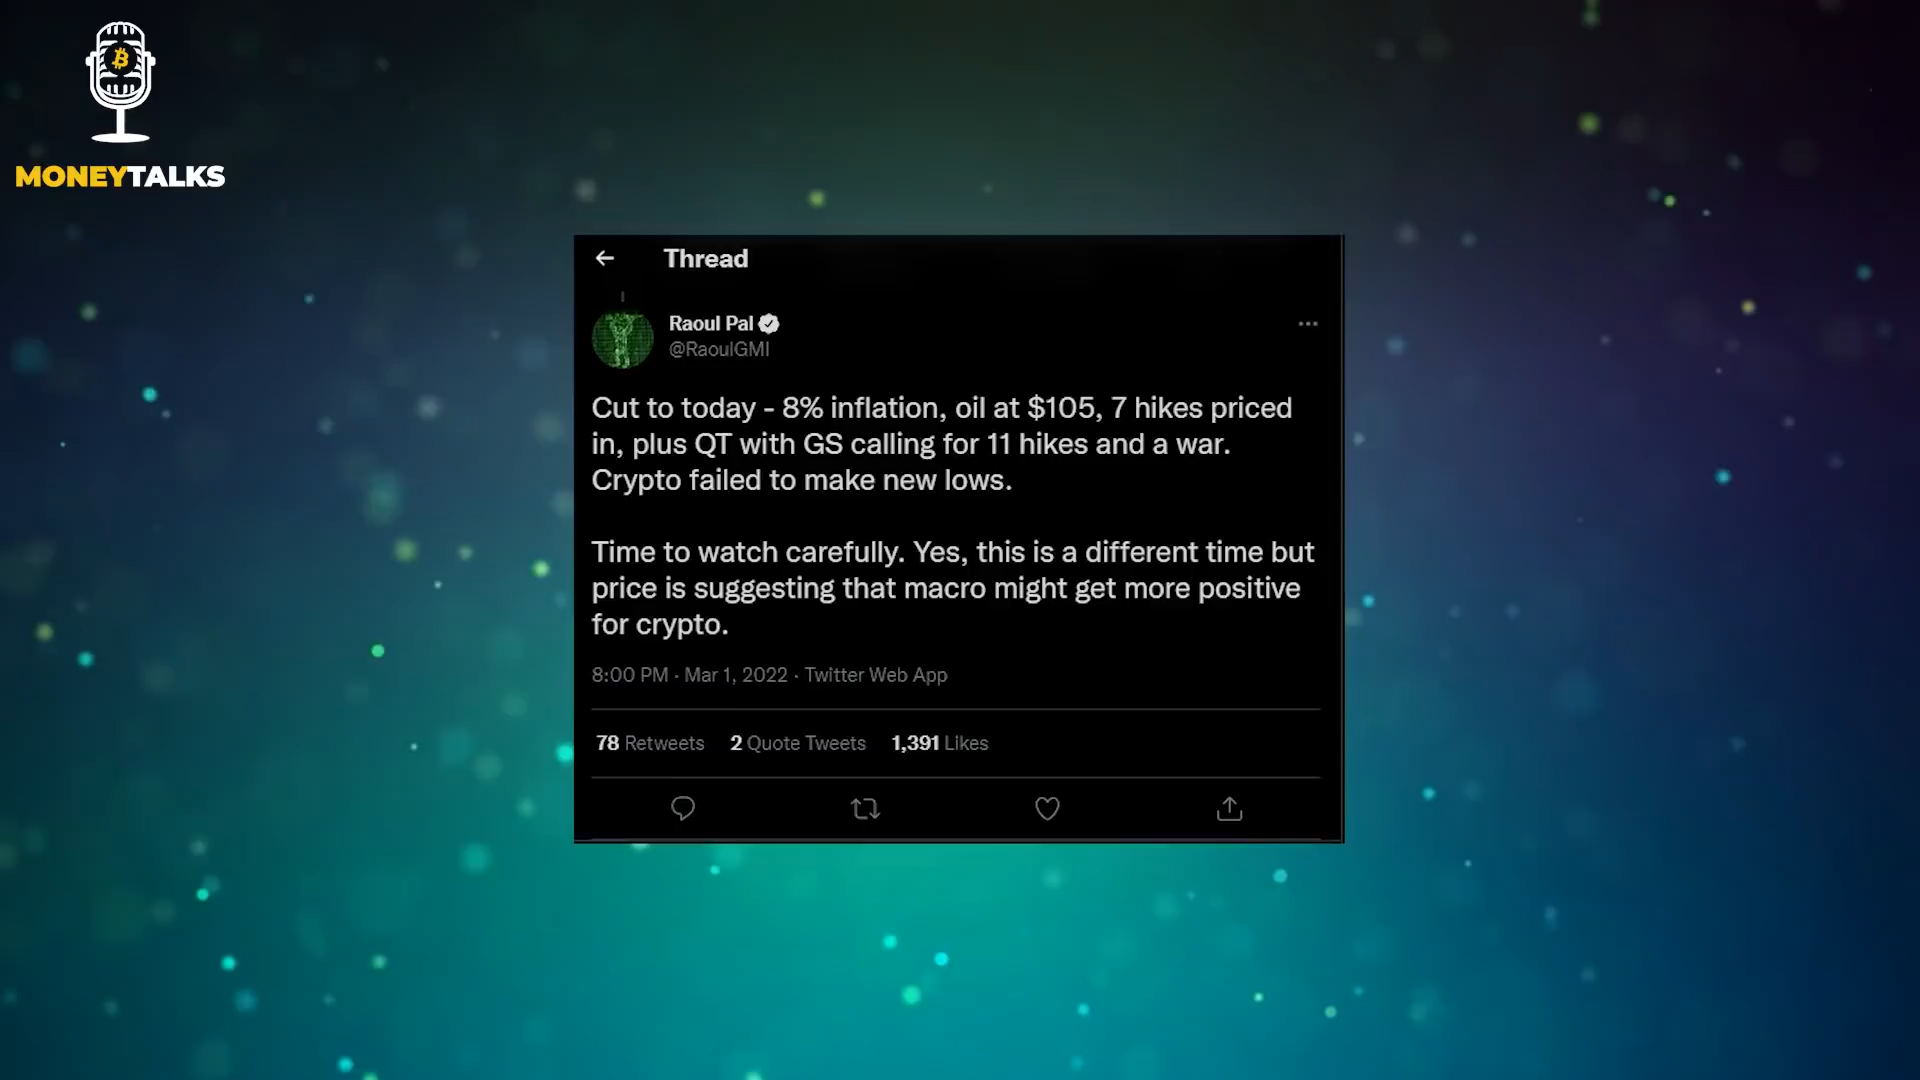 MONEYTALKS
Thread
Raoul Pal
@RaoulGMI
Cut to today - 8% inflation, oil at $105, 7 hikes priced
in, plus QT with GS calling for 11 hikes and a war.
Crypto failed to make new lows.
Time to watch carefully. Yes, this is a different time but
price is suggesting that macro might get more positive
for crypto.
8:00 PM · Mar 1, 2022 · Twitter Web App
78 Retweets 2 Quote Tweets 1,391 Likes